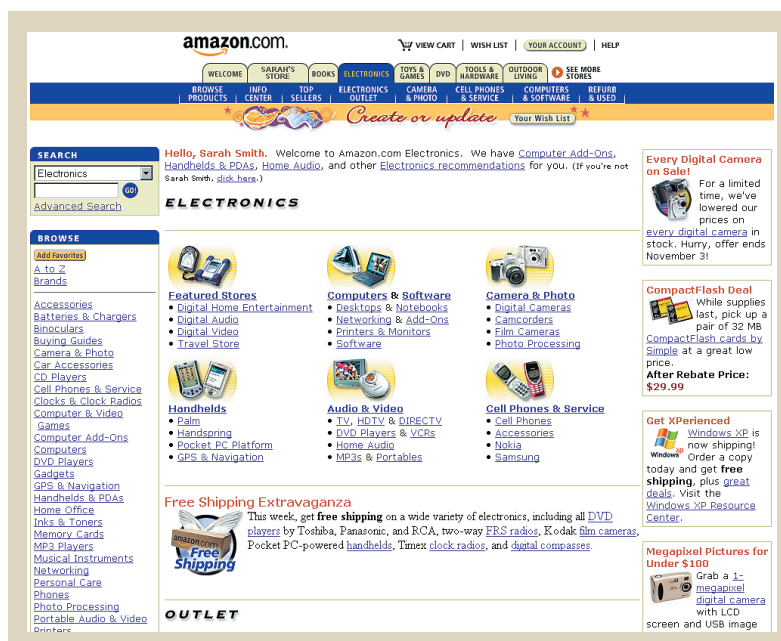 amazon.com.
VIEW CART | WISH LIST | YOUR ACCOUNT | HELP
WELCOME
SARAH'S STORE
BOOKS
ELECTRONICS
TOYS & GAMES
DVD
TOOLS & HARDWARE
OUTDOOR LIVING
SEE MORE STORES
BROWSE PRODUCTS
INFO CENTER
TOP SELLERS
ELECTRONICS OUTLET
CAMERA & PHOTO
CELL PHONES & SERVICE
COMPUTERS & SOFTWARE
REFURB & USED
Create or update Your Wish List
SEARCH
Electronics
GO!
Advanced Search
BROWSE
Add Favorites
A to Z
Brands
Accessories
Batteries & Chargers
Binoculars
Buying Guides
Camera & Photo
Car Accessories
CD Players
Cell Phones & Service
Clocks & Clock Radios
Computer & Video
Games
Computer Add-Ons
Computers
DVD Players
Gadgets
GPS & Navigation
Handhelds & PDAs
Home Office
Inks & Toners
Memory Cards
MP3 Players
Musical Instruments
Networking
Personal Care
Phones
Photo Processing
Portable Audio & Video
Printers
Hello, Sarah Smith. Welcome to Amazon.com Electronics. We have Computer Add-Ons,
Handhelds & PDAs, Home Audio, and other Electronics recommendations for you. (If you're not
Sarah Smith, click here.)
ELECTRONICS
Featured Stores
• Digital Home Entertainment
• Digital Audio
• Digital Video
• Travel Store
Computers & Software
• Desktops & Notebooks
• Networking & Add-Ons
• Printers & Monitors
• Software
Camera & Photo
• Digital Cameras
• Camcorders
• Film Cameras
• Photo Processing
Handhelds
• Palm
• Handspring
• Pocket PC Platform
• GPS & Navigation
Audio & Video
• TV, HDTV & DIRECTV
• DVD Players & VCRs
• Home Audio
• MP3s & Portables
Cell Phones & Service
• Cell Phones
• Accessories
• Nokia
• Samsung
Free Shipping Extravaganza
amazon.com
Free
Shipping
This week, get free shipping on a wide variety of electronics, including all DVD
players by Toshiba, Panasonic, and RCA, two-way FRS radios, Kodak film cameras,
Pocket PC-powered handhelds, Timex clock radios, and digital compasses.
OUTLET
Every Digital Camera
on Sale!
For a limited
time, we've
lowered our
prices on
every digital camera in
stock. Hurry, offer ends
November 3!
CompactFlash Deal
While supplies
last, pick up a
pair of 32 MB
CompactFlash cards by
Simple at a great low
price.
After Rebate Price:
$29.99
Get XPerienced
Windows xp
Windows XP is
now shipping!
Order a copy
today and get free
shipping, plus great
deals. Visit the
Windows XP Resource
Center.
Megapixel Pictures for
Under $100
Grab a 1-
megapixel
digital camera
with LCD
screen and USB image